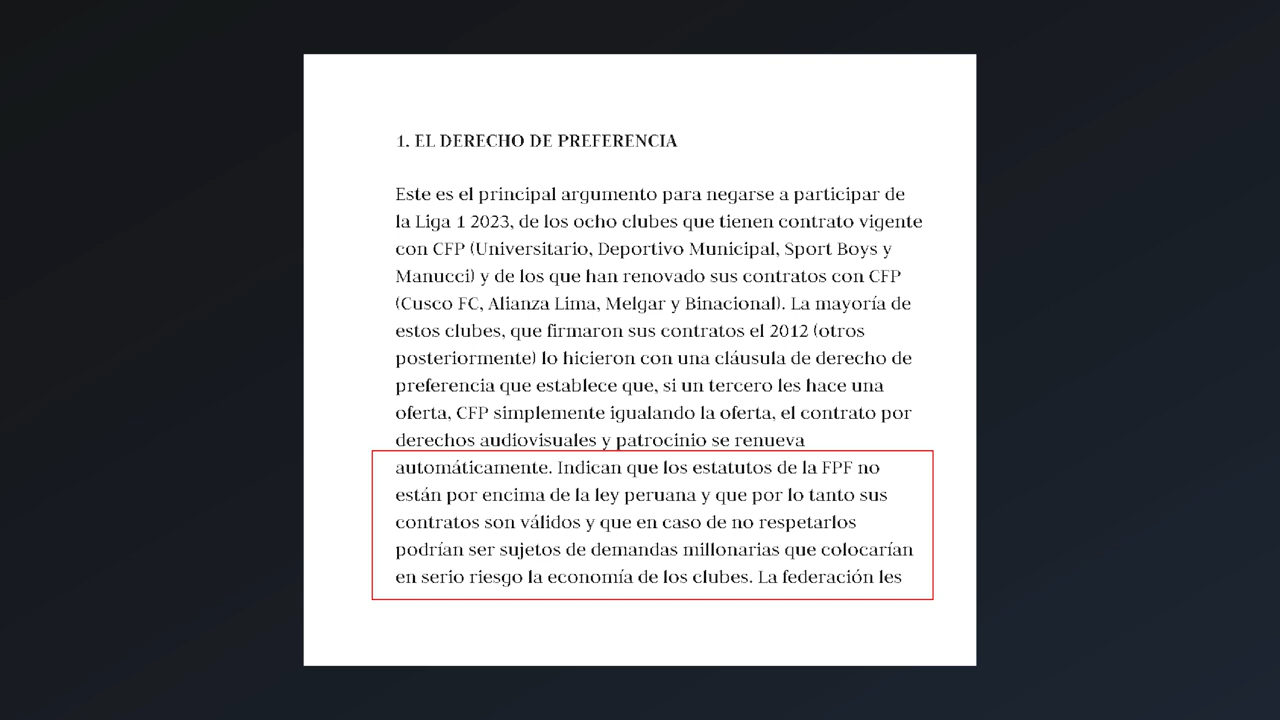 1. EL DERECHO DE PREFERENCIA
Este es el principal argumento para negarse a participar de
la Liga 1 2023, de los ocho clubes que tienen contrato vigente
con CFP (Universitario, Deportivo Municipal, Sport Boys y
Manucci) y de los que han renovado sus contratos con CFP
(Cusco FC, Alianza Lima, Melgar y Binacional). La mayoría de
estos clubes, que firmaron sus contratos el 2012 (otros
posteriormente) lo hicieron con una cláusula de derecho de
preferencia que establece que, si un tercero les hace una
oferta, CFP simplemente igualando la oferta, el contrato por
derechos audiovisuales y patrocinio se renueva
automáticamente. Indican que los estatutos de la FPF no
están por encima de la ley peruana y que por lo tanto sus
contratos son válidos y que en caso de no respetarlos
podrían ser sujetos de demandas millonarias que colocarían
en serio riesgo la economía de los clubes. La federación les